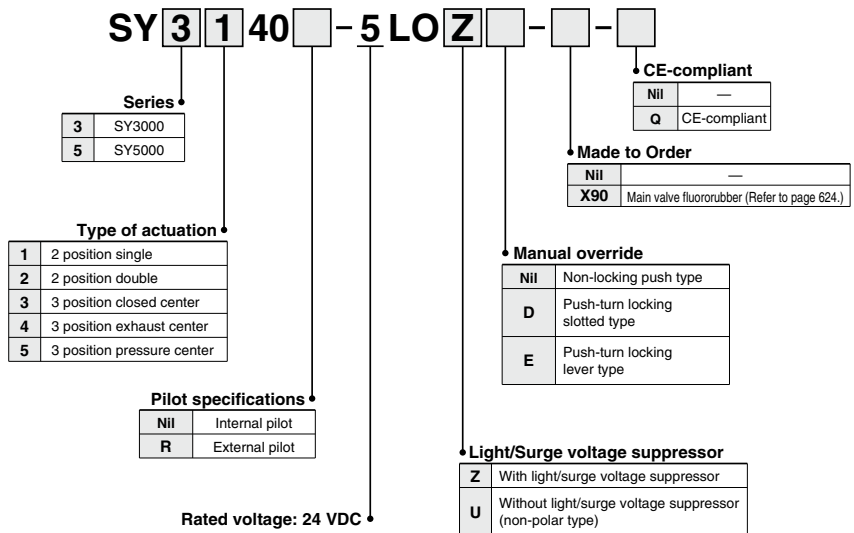 SY 3 1 40 - 5 LO Z - -
CE-compliant
Nil —
Q CE-compliant
Series
3 SY3000
5 SY5000
Made to Order
Nil —
X90 Main valve fluororubber (Refer to page 624.)
Type of actuation
1 2 position single
2 2 position double
3 3 position closed center
4 3 position exhaust center
5 3 position pressure center
Manual override
Nil Non-locking push type
D Push-turn locking
slotted type
E Push-turn locking
lever type
Pilot specifications
Nil Internal pilot
R External pilot
Light/Surge voltage suppressor
Z With light/surge voltage suppressor
U Without light/surge voltage suppressor
(non-polar type)
Rated voltage: 24 VDC